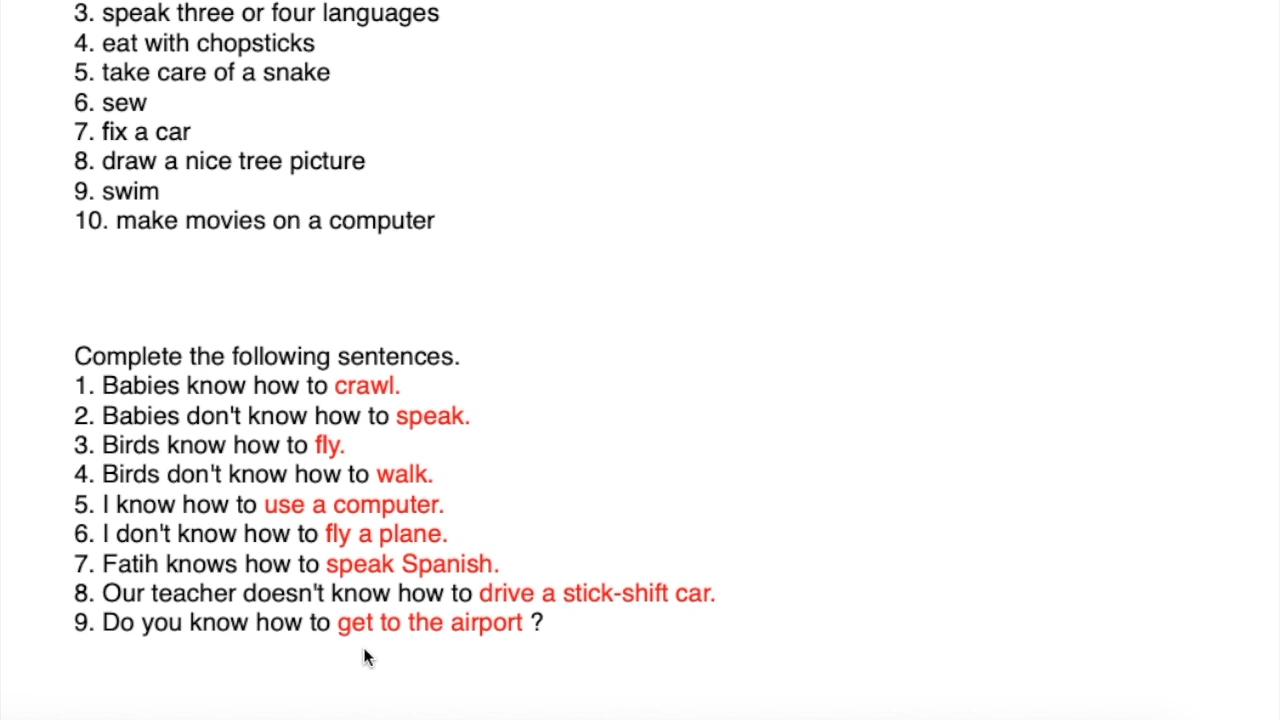 3. speak three or four languages
4. eat with chopsticks
5. take care of a snake
6. sew
7. fix a car
8. draw a nice tree picture
9. swim
10. make movies on a computer
Complete the following sentences.
1. Babies know how to crawl.
2. Babies don't know how to speak.
3. Birds know how to fly.
4. Birds don't know how to walk.
5. I know how to use a computer.
6. I don't know how to fly a plane.
7. Fatih knows how to speak Spanish.
8. Our teacher doesn't know how to drive a stick-shift car.
9. Do you know how to get to the airport ?